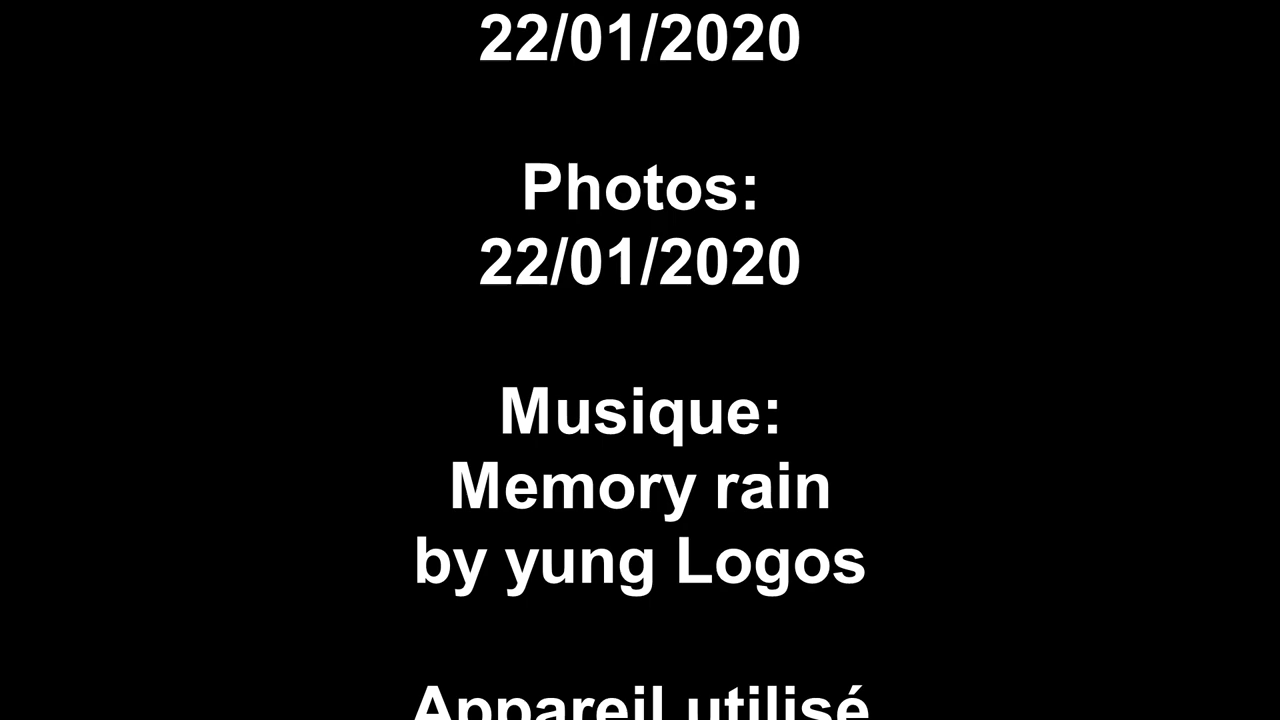 22/01/2020
Photos:
22/01/2020
Musique:
Memory rain
by yung Logos
Appareil utilisé